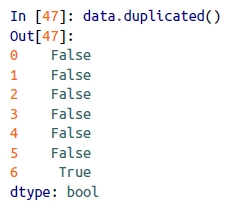 In [47]: data.duplicated()
Out[47]:
0    False
1    False
2    False
3    False
4    False
5    False
6     True
dtype: bool